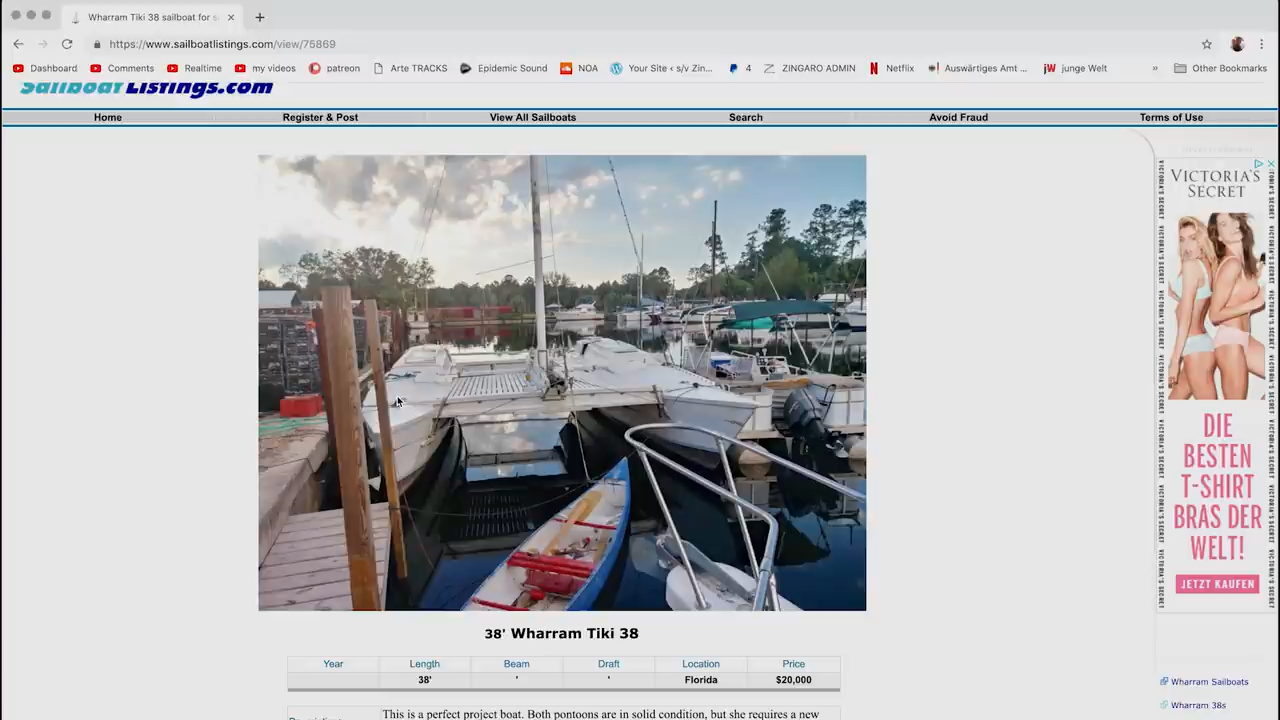 Wharram Tiki 38 sailboat for s
https://www.sailboatlistings.com/view/75869
Dashboard Comments Realtime my videos patreon Arte TRACKS Epidemic Sound NOA Your Site ‹ s/v Zin... 4 ZINGARO ADMIN Netflix Auswärtiges Amt ... junge Welt » Other Bookmarks
SailboatListings.com
Home Register & Post View All Sailboats Search Avoid Fraud Terms of Use
VICTORIA'S
SECRET
DIE
BESTEN
T-SHIRT
BRAS DER
WELT!
JETZT KAUFEN
38' Wharram Tiki 38
Year Length Beam Draft Location Price
38' ' ' Florida $20,000
Wharram Sailboats
Wharram 38s
This is a perfect project boat. Both pontoons are in solid condition, but she requires a new